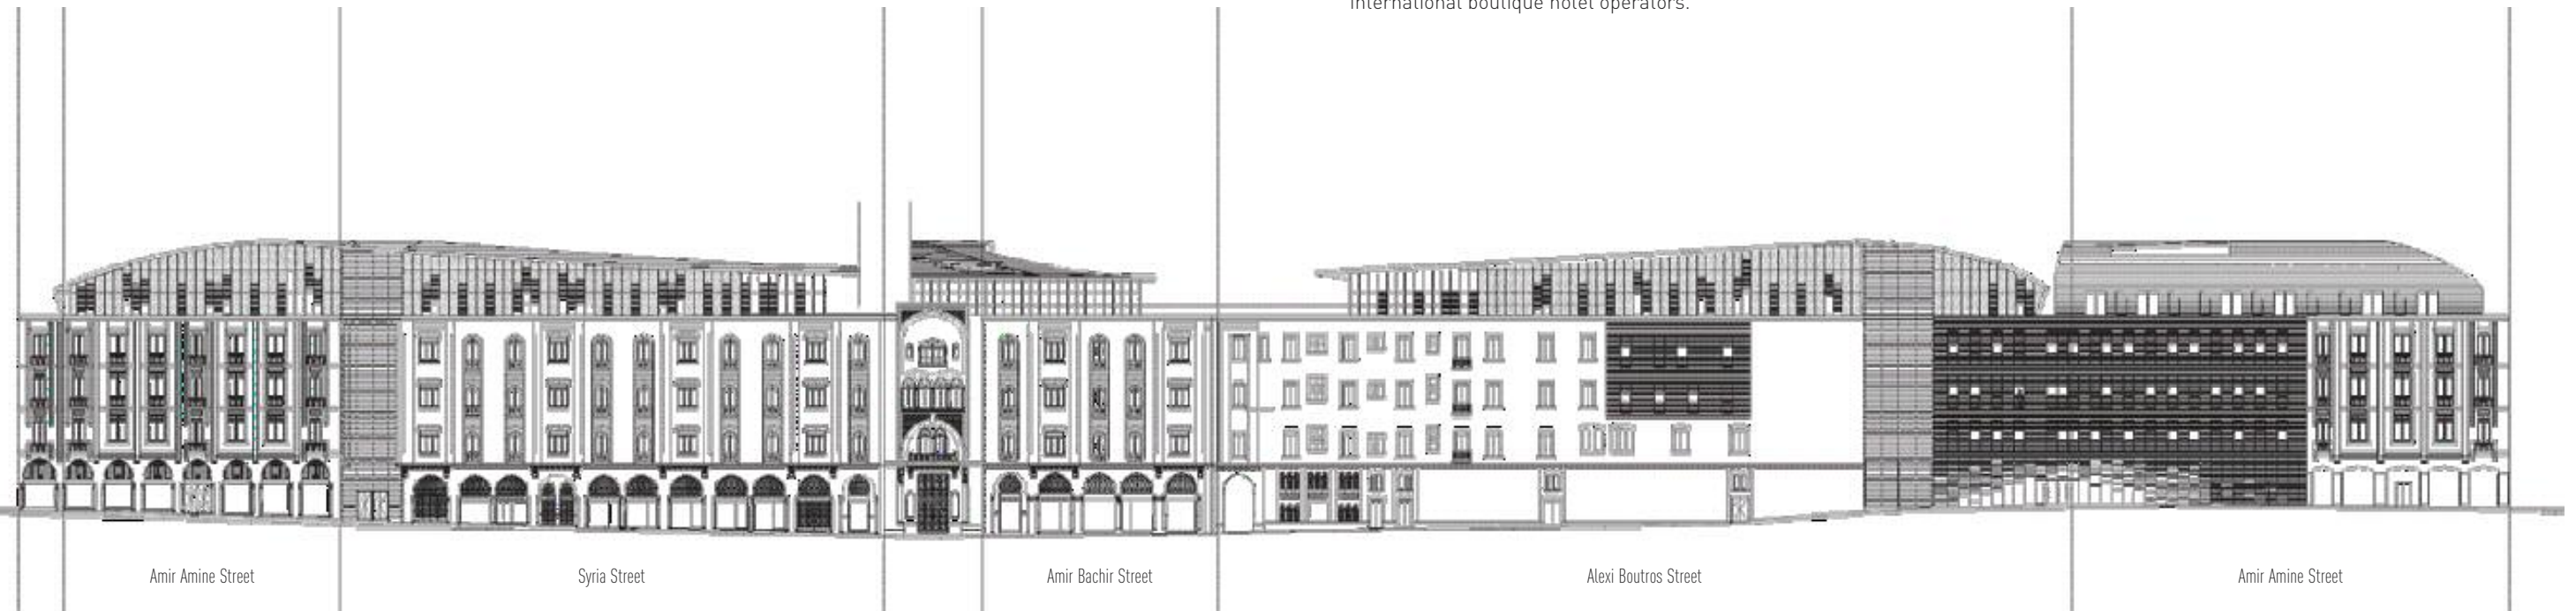 international boutique hotel operators.
Amir Amine Street
Syria Street
Amir Bachir Street
Alexi Boutros Street
Amir Amine Street